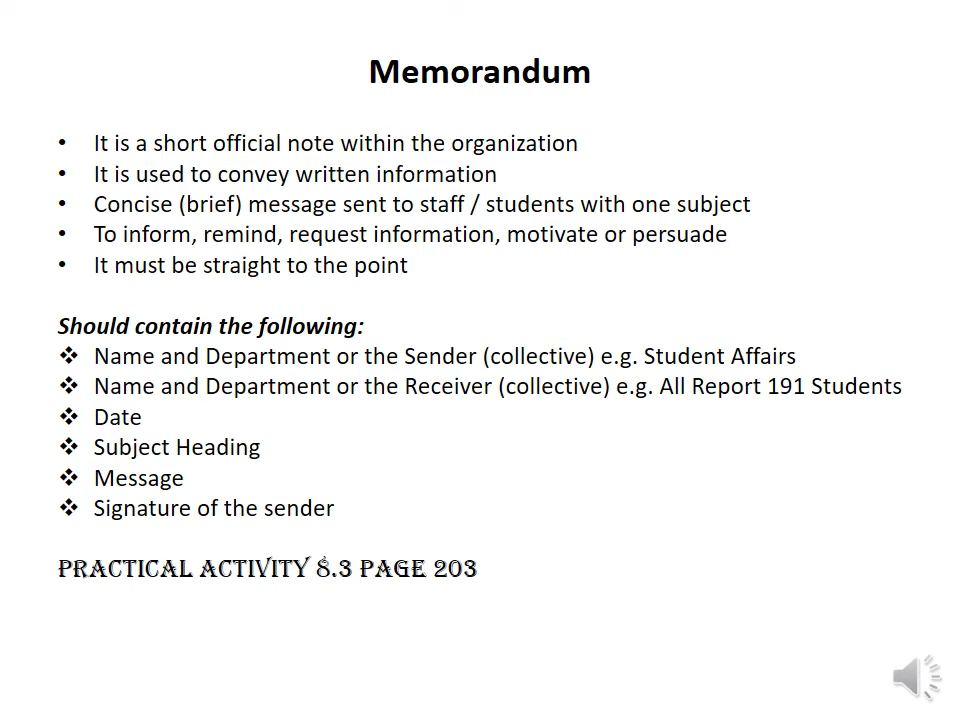 Memorandum
• It is a short official note within the organization
• It is used to convey written information
• Concise (brief) message sent to staff / students with one subject
• To inform, remind, request information, motivate or persuade
• It must be straight to the point
Should contain the following:
❖ Name and Department or the Sender (collective) e.g. Student Affairs
❖ Name and Department or the Receiver (collective) e.g. All Report 191 Students
❖ Date
❖ Subject Heading
❖ Message
❖ Signature of the sender
PRACTICAL ACTIVITY 8.3 PAGE 203